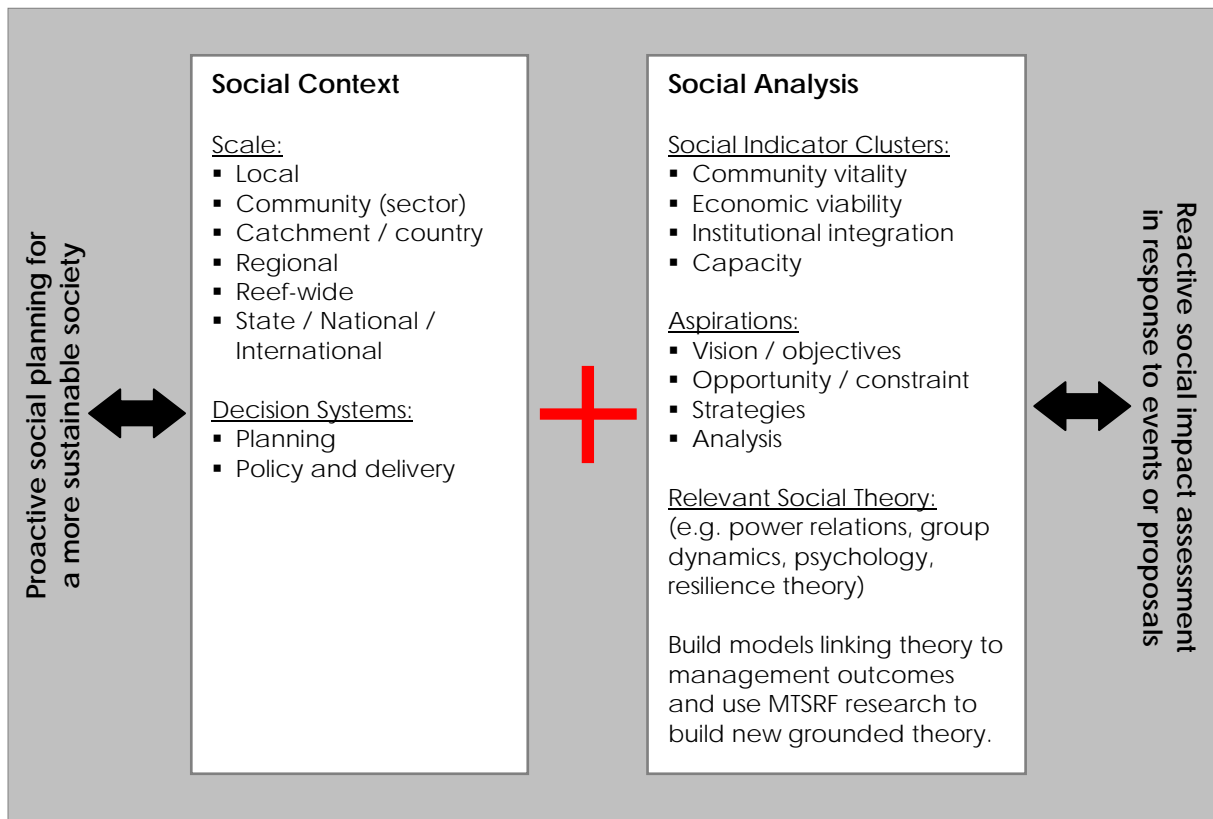 Proactive social planning for
a more sustainable society
Social Context
Scale:
▪ Local
▪ Community (sector)
▪ Catchment / country
▪ Regional
▪ Reef-wide
▪ State / National /
International
Decision Systems:
▪ Planning
▪ Policy and delivery
Social Analysis
Social Indicator Clusters:
▪ Community vitality
▪ Economic viability
▪ Institutional integration
▪ Capacity
Aspirations:
▪ Vision / objectives
▪ Opportunity / constraint
▪ Strategies
▪ Analysis
Relevant Social Theory:
(e.g. power relations, group
dynamics, psychology,
resilience theory)
Build models linking theory to
management outcomes
and use MTSRF research to
build new grounded theory.
Reactive social impact assessment
in response to events or proposals